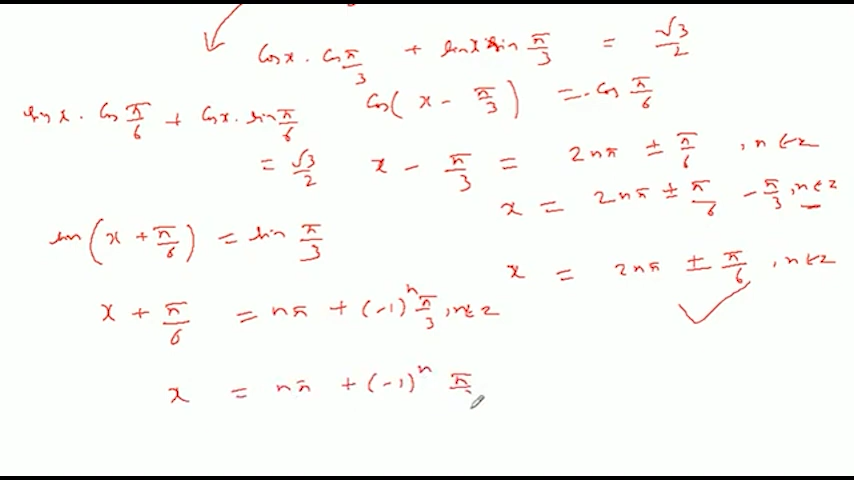 cos x · cos π/3 + sin x sin π/3 = √3/2
sin x · cos π/6 + cos x · sin π/6
= √3/2
cos(x − π/3) = cos π/6
x − π/3 = 2nπ ± π/6 , n∈z
x = 2nπ ± π/6 − π/3 , n∈z
sin(x + π/6) = sin π/3
x = 2nπ ± π/6 , n∈z
x + π/6 = nπ + (−1)ⁿ π/3 , n∈z
x = nπ + (−1)ⁿ π